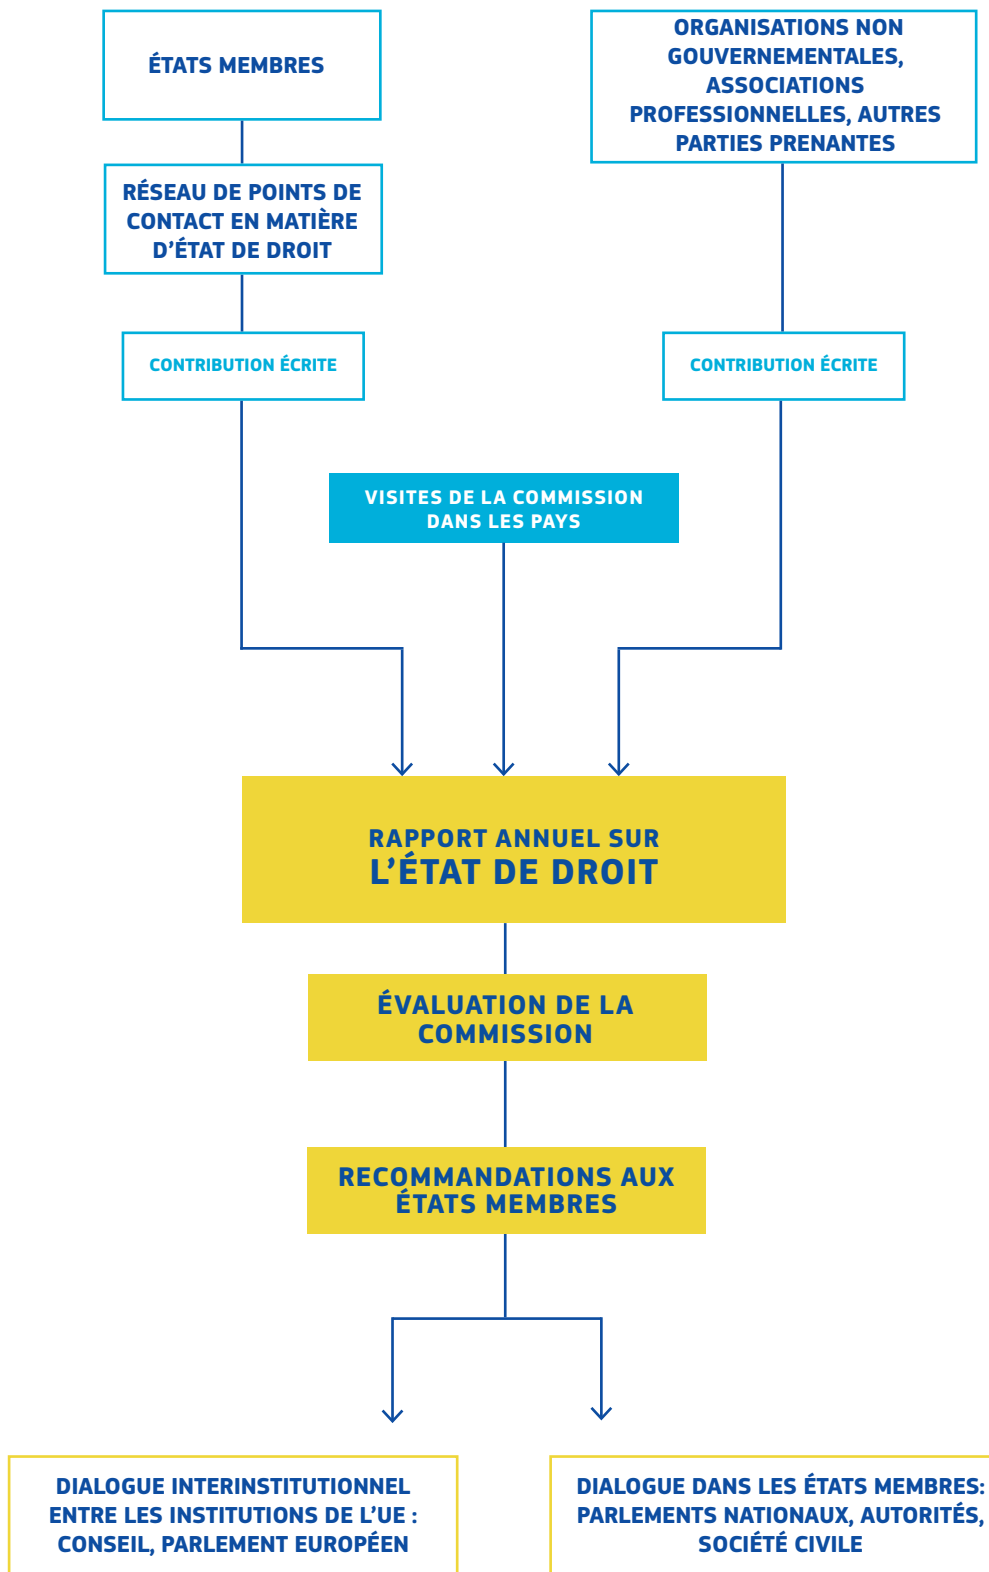 ÉTATS MEMBRES
ORGANISATIONS NON
GOUVERNEMENTALES,
ASSOCIATIONS
PROFESSIONNELLES, AUTRES
PARTIES PRENANTES
RÉSEAU DE POINTS DE
CONTACT EN MATIÈRE
D’ÉTAT DE DROIT
CONTRIBUTION ÉCRITE
CONTRIBUTION ÉCRITE
VISITES DE LA COMMISSION
DANS LES PAYS
RAPPORT ANNUEL SUR
L’ÉTAT DE DROIT
ÉVALUATION DE LA
COMMISSION
RECOMMANDATIONS AUX
ÉTATS MEMBRES
DIALOGUE INTERINSTITUTIONNEL
ENTRE LES INSTITUTIONS DE L’UE :
CONSEIL, PARLEMENT EUROPÉEN
DIALOGUE DANS LES ÉTATS MEMBRES:
PARLEMENTS NATIONAUX, AUTORITÉS,
SOCIÉTÉ CIVILE